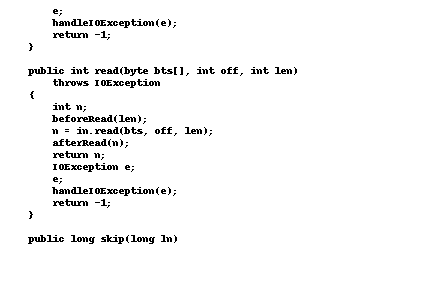 e;
handleIOException(e);
return -1;
}
public int read(byte bts[], int off, int len)
throws IOException
{
int n;
beforeRead(len);
n = in.read(bts, off, len);
afterRead(n);
return n;
IOException e;
e;
handleIOException(e);
return -1;
}
public long skip(long ln)